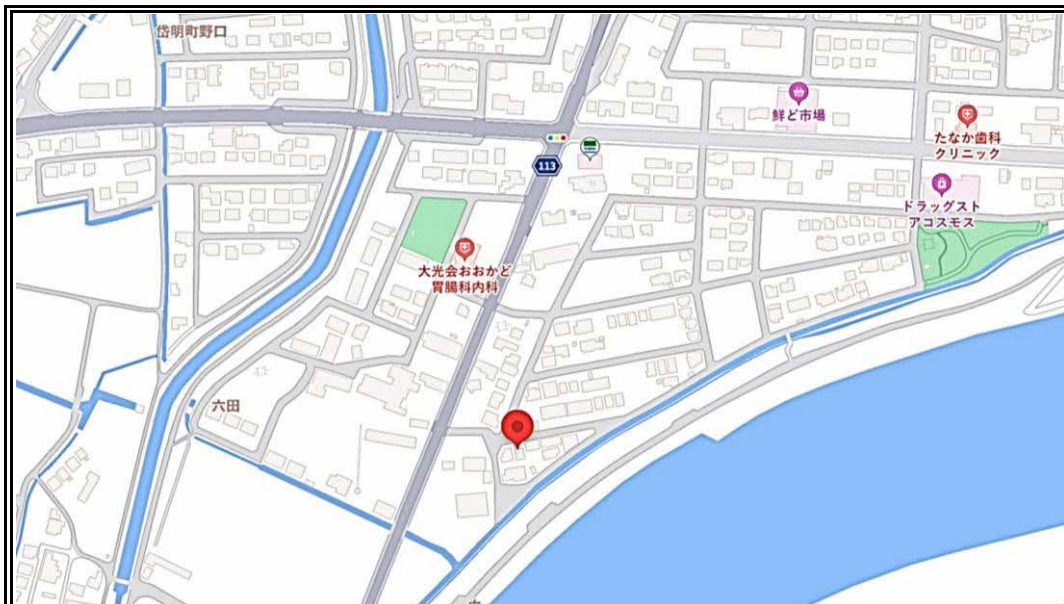 岱明町野口
鮮ど市場
たなか歯科
クリニック
113
ドラッグスト
アコスモス
大光会おおかど
胃腸科内科
六田